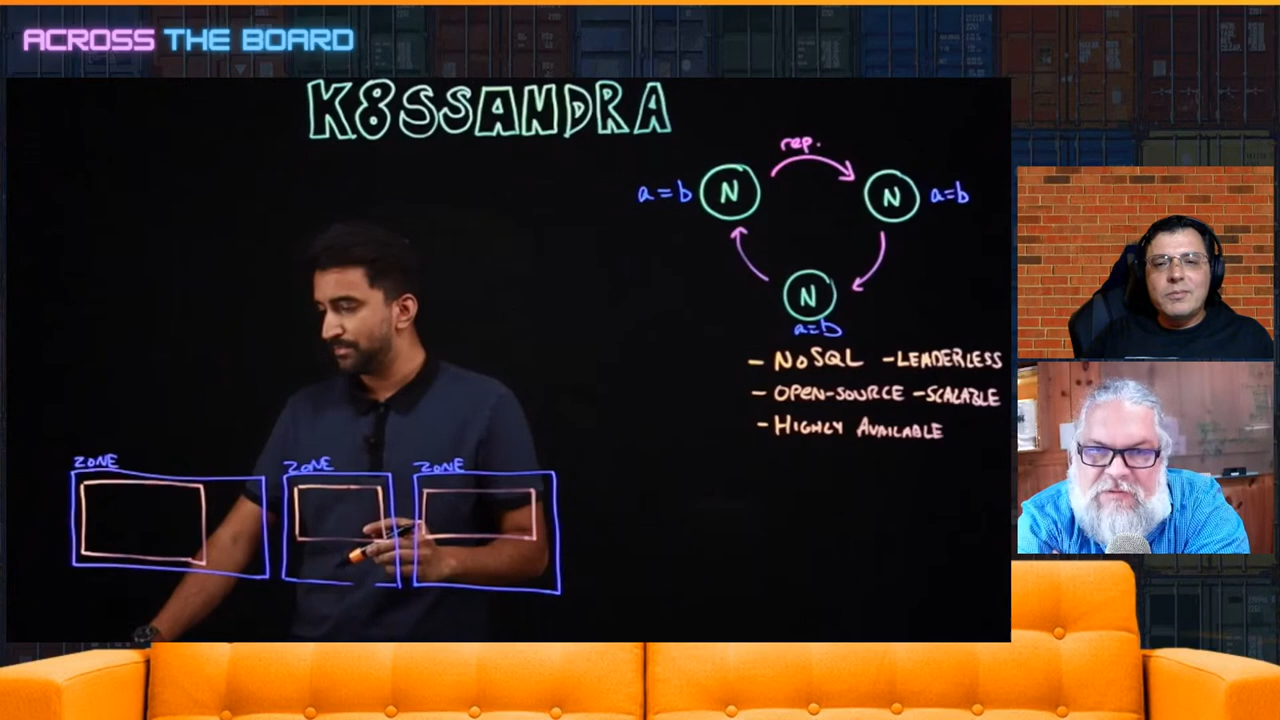 ACROSS THE BOARD
K8SSANDRA
rep.
a=b N N a=b
N
a=b
- NoSQL - LEADERLESS
- OPEN-SOURCE - SCALABLE
- HIGHLY AVAILABLE
ZONE ZONE ZONE